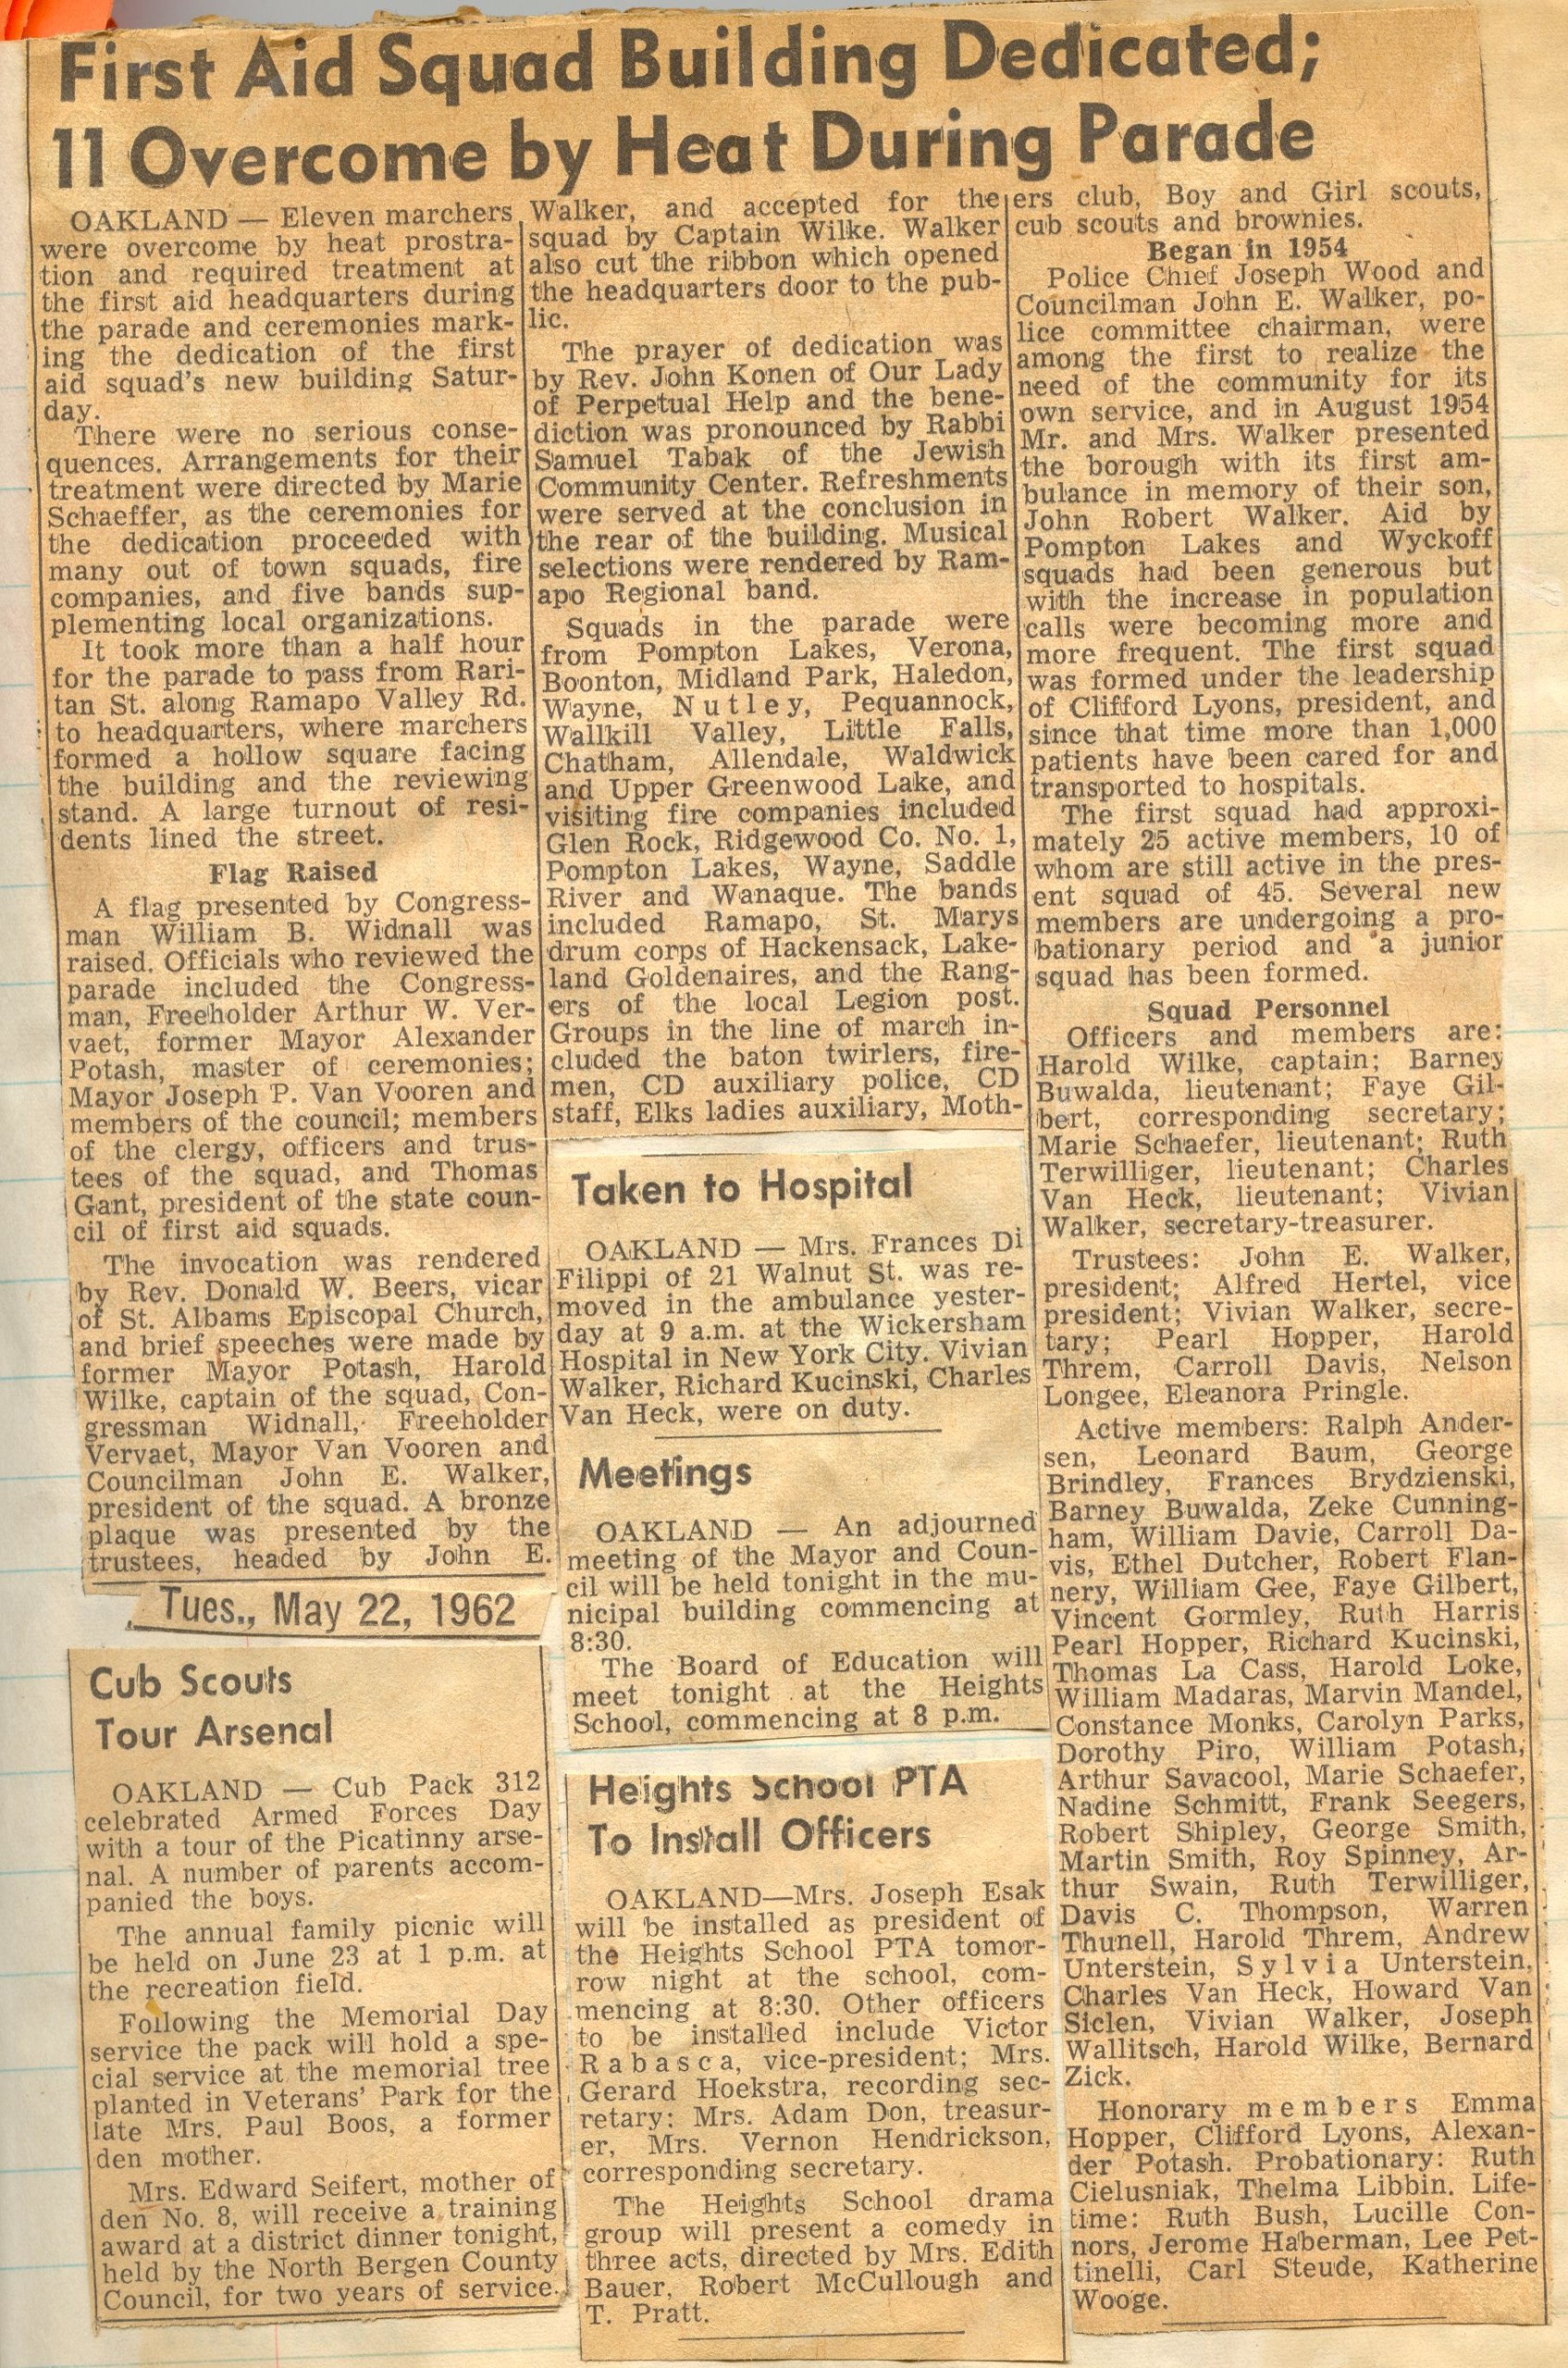 First Aid Squad Building Dedicated;
11 Overcome by Heat During Parade
OAKLAND — Eleven marchers
were overcome by heat prostra-
tion and required treatment at
the first aid headquarters during
the parade and ceremonies mark-
ing the dedication of the first
aid squad's new building Satur-
day.
There were no serious conse-
quences. Arrangements for their
treatment were directed by Marie
Schaeffer, as the ceremonies for
the dedication proceeded with
many out of town squads, fire
companies, and five bands sup-
plementing local organizations.
It took more than a half hour
for the parade to pass from Rari-
tan St. along Ramapo Valley Rd.
to headquarters, where marchers
formed a hollow square facing
the building and the reviewing
stand. A large turnout of resi-
dents lined the street.
Flag Raised
A flag presented by Congress-
man William B. Widnall was
raised. Officials who reviewed the
parade included the Congress-
man, Freeholder Arthur W. Ver-
vaet, former Mayor Alexander
Potash, master of ceremonies;
Mayor Joseph P. Van Vooren and
members of the council; members
of the clergy, officers and trus-
tees of the squad, and Thomas
Gant, president of the state coun-
cil of first aid squads.
The invocation was rendered
by Rev. Donald W. Beers, vicar
of St. Albams Episcopal Church,
and brief speeches were made by
former Mayor Potash, Harold
Wilke, captain of the squad, Con-
gressman Widnall, Freeholder
Vervaet, Mayor Van Vooren and
Councilman John E. Walker,
president of the squad. A bronze
plaque was presented by the
trustees, headed by John E.
Walker, and accepted for the
squad by Captain Wilke. Walker
also cut the ribbon which opened
the headquarters door to the pub-
lic.
The prayer of dedication was
by Rev. John Konen of Our Lady
of Perpetual Help and the bene-
diction was pronounced by Rabbi
Samuel Tabak of the Jewish
Community Center. Refreshments
were served at the conclusion in
the rear of the building. Musical
selections were rendered by Ram-
apo Regional band.
Squads in the parade were
from Pompton Lakes, Verona,
Boonton, Midland Park, Haledon,
Wayne, Nutley, Pequannock,
Wallkill Valley, Little Falls,
Chatham, Allendale, Waldwick
and Upper Greenwood Lake, and
visiting fire companies included
Glen Rock, Ridgewood Co. No. 1,
Pompton Lakes, Wayne, Saddle
River and Wanaque. The bands
included Ramapo, St. Marys
drum corps of Hackensack, Lake-
land Goldenaires, and the Rang-
ers of the local Legion post.
Groups in the line of march in-
cluded the baton twirlers, fire-
men, CD auxiliary police, CD
staff, Elks ladies auxiliary, Moth-
ers club, Boy and Girl scouts,
cub scouts and brownies.
Began in 1954
Police Chief Joseph Wood and
Councilman John E. Walker, po-
lice committee chairman, were
among the first to realize the
need of the community for its
own service, and in August 1954
Mr. and Mrs. Walker presented
the borough with its first am-
bulance in memory of their son,
John Robert Walker. Aid by
Pompton Lakes and Wyckoff
squads had been generous but
with the increase in population
calls were becoming more and
more frequent. The first squad
was formed under the leadership
of Clifford Lyons, president, and
since that time more than 1,000
patients have been cared for and
transported to hospitals.
The first squad had approxi-
mately 25 active members, 10 of
whom are still active in the pres-
ent squad of 45. Several new
members are undergoing a pro-
bationary period and a junior
squad has been formed.
Squad Personnel
Officers and members are:
Harold Wilke, captain; Barney
Buwalda, lieutenant; Faye Gil-
bert, corresponding secretary;
Marie Schaefer, lieutenant; Ruth
Terwilliger, lieutenant; Charles
Van Heck, lieutenant; Vivian
Walker, secretary-treasurer.
Trustees: John E. Walker,
president; Alfred Hertel, vice
president; Vivian Walker, secre-
tary; Pearl Hopper, Harold
Threm, Carroll Davis, Nelson
Longee, Eleanora Pringle.
Active members: Ralph Ander-
sen, Leonard Baum, George
Brindley, Frances Brydzienski,
Barney Buwalda, Zeke Cunning-
ham, William Davie, Carroll Da-
vis, Ethel Dutcher, Robert Flan-
nery, William Gee, Faye Gilbert,
Vincent Gormley, Ruth Harris
Pearl Hopper, Richard Kucinski,
Thomas La Cass, Harold Loke,
William Madaras, Marvin Mandel,
Constance Monks, Carolyn Parks,
Dorothy Piro, William Potash,
Arthur Savacool, Marie Schaefer,
Nadine Schmitt, Frank Seegers,
Robert Shipley, George Smith,
Martin Smith, Roy Spinney, Ar-
thur Swain, Ruth Terwilliger,
Davis C. Thompson, Warren
Thunell, Harold Threm, Andrew
Unterstein, Sylvia Unterstein,
Charles Van Heck, Howard Van
Siclen, Vivian Walker, Joseph
Wallitsch, Harold Wilke, Bernard
Zick.
Honorary members Emma
Hopper, Clifford Lyons, Alexan-
der Potash. Probationary: Ruth
Cielusniak, Thelma Libbin. Life-
time: Ruth Bush, Lucille Con-
nors, Jerome Haberman, Lee Pet-
tinelli, Carl Steude, Katherine
Wooge.
Tues., May 22, 1962
Cub Scouts
Tour Arsenal
OAKLAND — Cub Pack 312
celebrated Armed Forces Day
with a tour of the Picatinny arse-
nal. A number of parents accom-
panied the boys.
The annual family picnic will
be held on June 23 at 1 p.m. at
the recreation field.
Following the Memorial Day
service the pack will hold a spe-
cial service at the memorial tree
planted in Veterans' Park for the
late Mrs. Paul Boos, a former
den mother.
Mrs. Edward Seifert, mother of
den No. 8, will receive a training
award at a district dinner tonight,
held by the North Bergen County
Council, for two years of service.
Taken to Hospital
OAKLAND — Mrs. Frances Di
Filippi of 21 Walnut St. was re-
moved in the ambulance yester-
day at 9 a.m. at the Wickersham
Hospital in New York City. Vivian
Walker, Richard Kucinski, Charles
Van Heck, were on duty.
Meetings
OAKLAND — An adjourned
meeting of the Mayor and Coun-
cil will be held tonight in the mu-
nicipal building commencing at
8:30.
The Board of Education will
meet tonight at the Heights
School, commencing at 8 p.m.
Heights School PTA
To Install Officers
OAKLAND—Mrs. Joseph Esak
will be installed as president of
the Heights School PTA tomor-
row night at the school, com-
mencing at 8:30. Other officers
to be installed include Victor
Rabasca, vice-president; Mrs.
Gerard Hoekstra, recording sec-
retary: Mrs. Adam Don, treasur-
er, Mrs. Vernon Hendrickson,
corresponding secretary.
The Heights School drama
group will present a comedy in
three acts, directed by Mrs. Edith
Bauer, Robert McCullough and
T. Pratt.